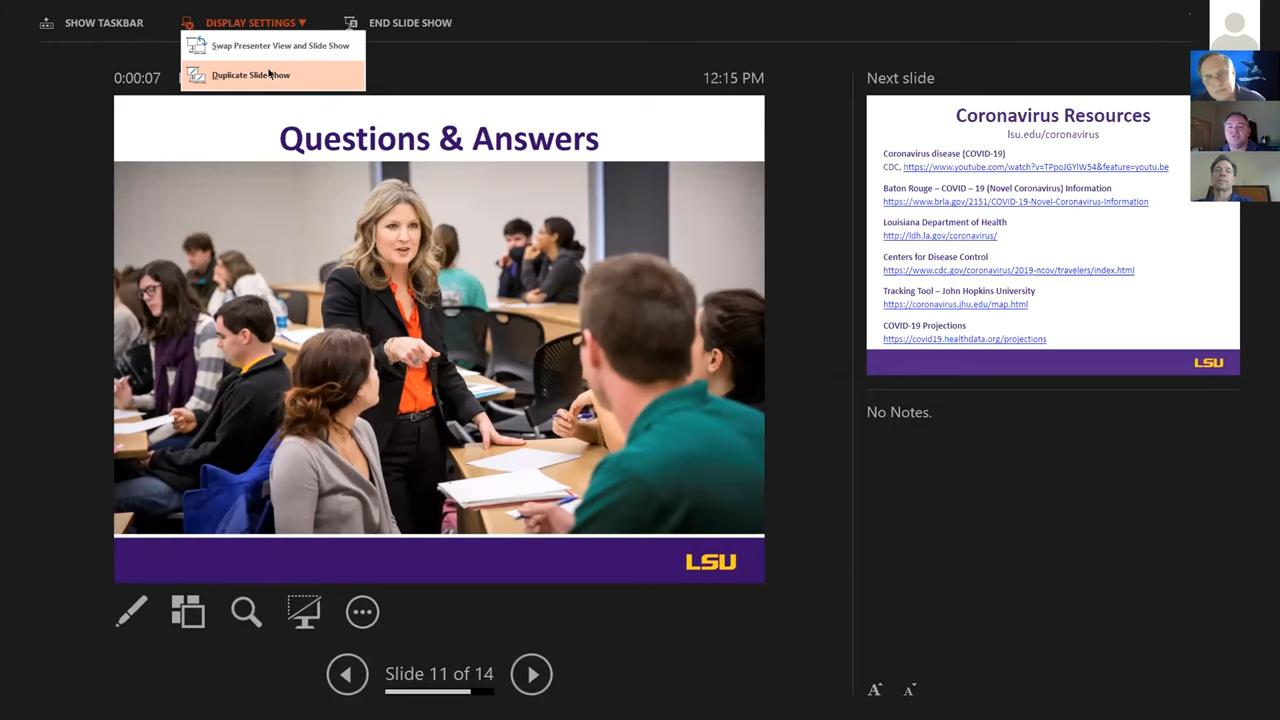 SHOW TASKBAR
DISPLAY SETTINGS ▼
END SLIDE SHOW
Swap Presenter View and Slide Show
Duplicate Slide Show
0:00:07
12:15 PM
Questions & Answers
LSU
Slide 11 of 14
Next slide
Coronavirus Resources
lsu.edu/coronavirus
Coronavirus disease (COVID-19)
CDC, https://www.youtube.com/watch?v=TPpoJGYlW54&feature=youtu.be
Baton Rouge – COVID – 19 (Novel Coronavirus) Information
https://www.brla.gov/2151/COVID-19-Novel-Coronavirus-Information
Louisiana Department of Health
http://ldh.la.gov/coronavirus/
Centers for Disease Control
https://www.cdc.gov/coronavirus/2019-ncov/travelers/index.html
Tracking Tool – John Hopkins University
https://coronavirus.jhu.edu/map.html
COVID-19 Projections
https://covid19.healthdata.org/projections
LSU
No Notes.
A A